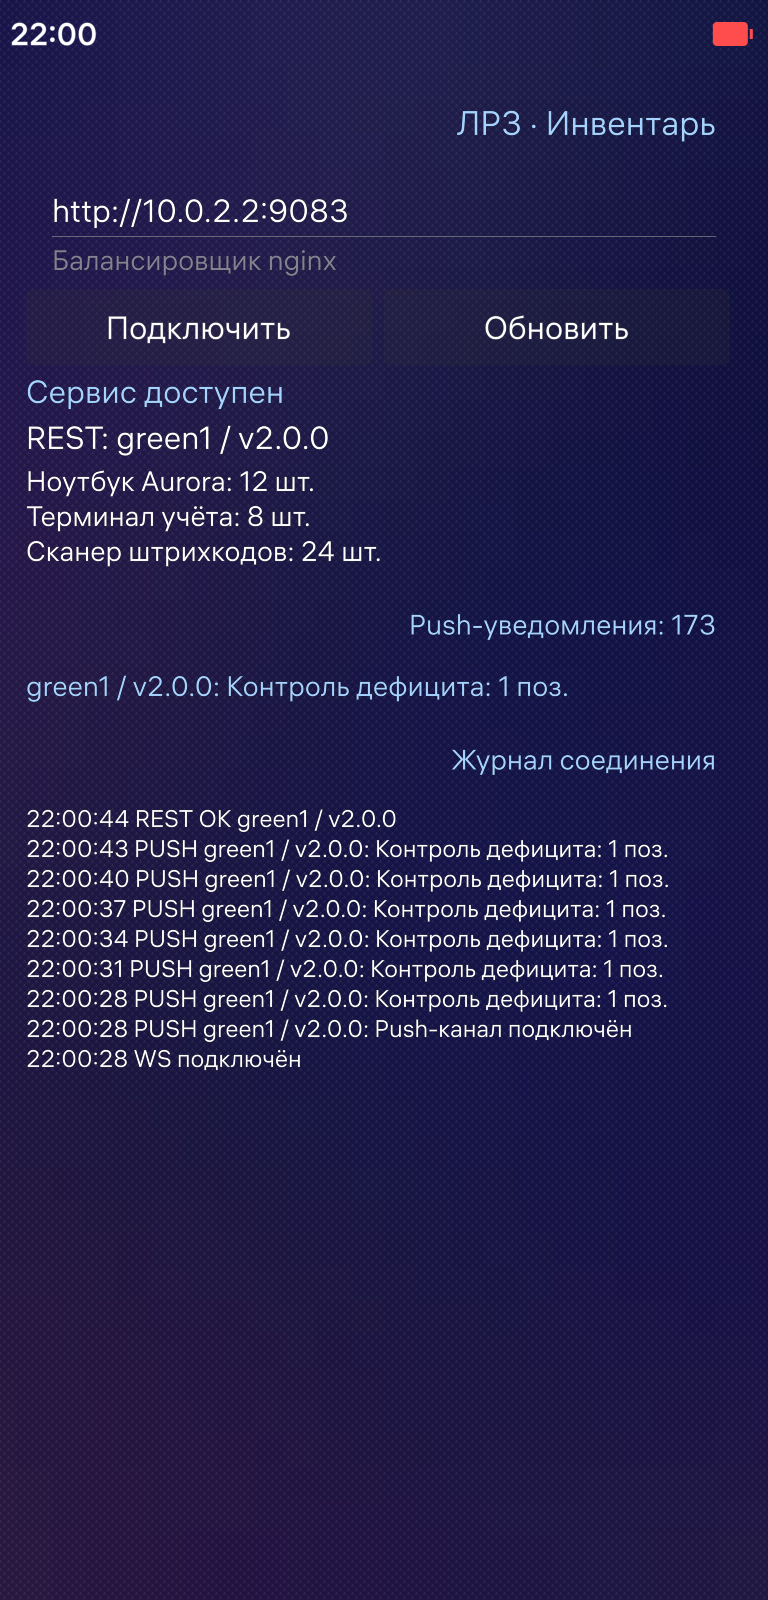 22:00
ЛР3 · Инвентарь
http://10.0.2.2:9083
Балансировщик nginx
Подключить Обновить
Сервис доступен
REST: green1 / v2.0.0
Ноутбук Aurora: 12 шт.
Терминал учёта: 8 шт.
Сканер штрихкодов: 24 шт.
Push-уведомления: 173
green1 / v2.0.0: Контроль дефицита: 1 поз.
Журнал соединения
22:00:44 REST OK green1 / v2.0.0
22:00:43 PUSH green1 / v2.0.0: Контроль дефицита: 1 поз.
22:00:40 PUSH green1 / v2.0.0: Контроль дефицита: 1 поз.
22:00:37 PUSH green1 / v2.0.0: Контроль дефицита: 1 поз.
22:00:34 PUSH green1 / v2.0.0: Контроль дефицита: 1 поз.
22:00:31 PUSH green1 / v2.0.0: Контроль дефицита: 1 поз.
22:00:28 PUSH green1 / v2.0.0: Контроль дефицита: 1 поз.
22:00:28 PUSH green1 / v2.0.0: Push-канал подключён
22:00:28 WS подключён